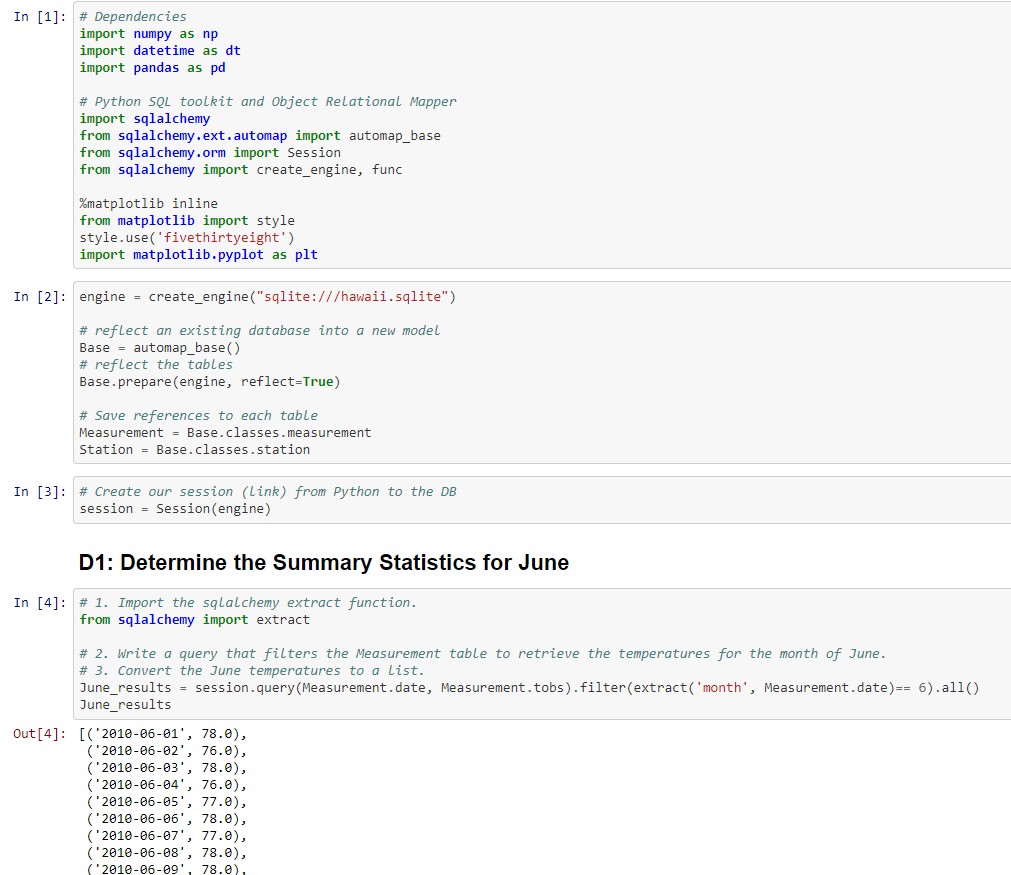 In [1]: # Dependencies
import numpy as np
import datetime as dt
import pandas as pd
# Python SQL toolkit and Object Relational Mapper
import sqlalchemy
from sqlalchemy.ext.automap import automap_base
from sqlalchemy.orm import Session
from sqlalchemy import create_engine, func
%matplotlib inline
from matplotlib import style
style.use('fivethirtyeight')
import matplotlib.pyplot as plt
In [2]: engine = create_engine("sqlite:///hawaii.sqlite")
# reflect an existing database into a new model
Base = automap_base()
# reflect the tables
Base.prepare(engine, reflect=True)
# Save references to each table
Measurement = Base.classes.measurement
Station = Base.classes.station
In [3]: # Create our session (link) from Python to the DB
session = Session(engine)
D1: Determine the Summary Statistics for June
In [4]: # 1. Import the sqlalchemy extract function.
from sqlalchemy import extract
# 2. Write a query that filters the Measurement table to retrieve the temperatures for the month of June.
# 3. Convert the June temperatures to a list.
June_results = session.query(Measurement.date, Measurement.tobs).filter(extract('month', Measurement.date)== 6).all()
June_results
Out[4]: [('2010-06-01', 78.0),
('2010-06-02', 76.0),
('2010-06-03', 78.0),
('2010-06-04', 76.0),
('2010-06-05', 77.0),
('2010-06-06', 78.0),
('2010-06-07', 77.0),
('2010-06-08', 78.0),
('2010-06-09', 78.0),